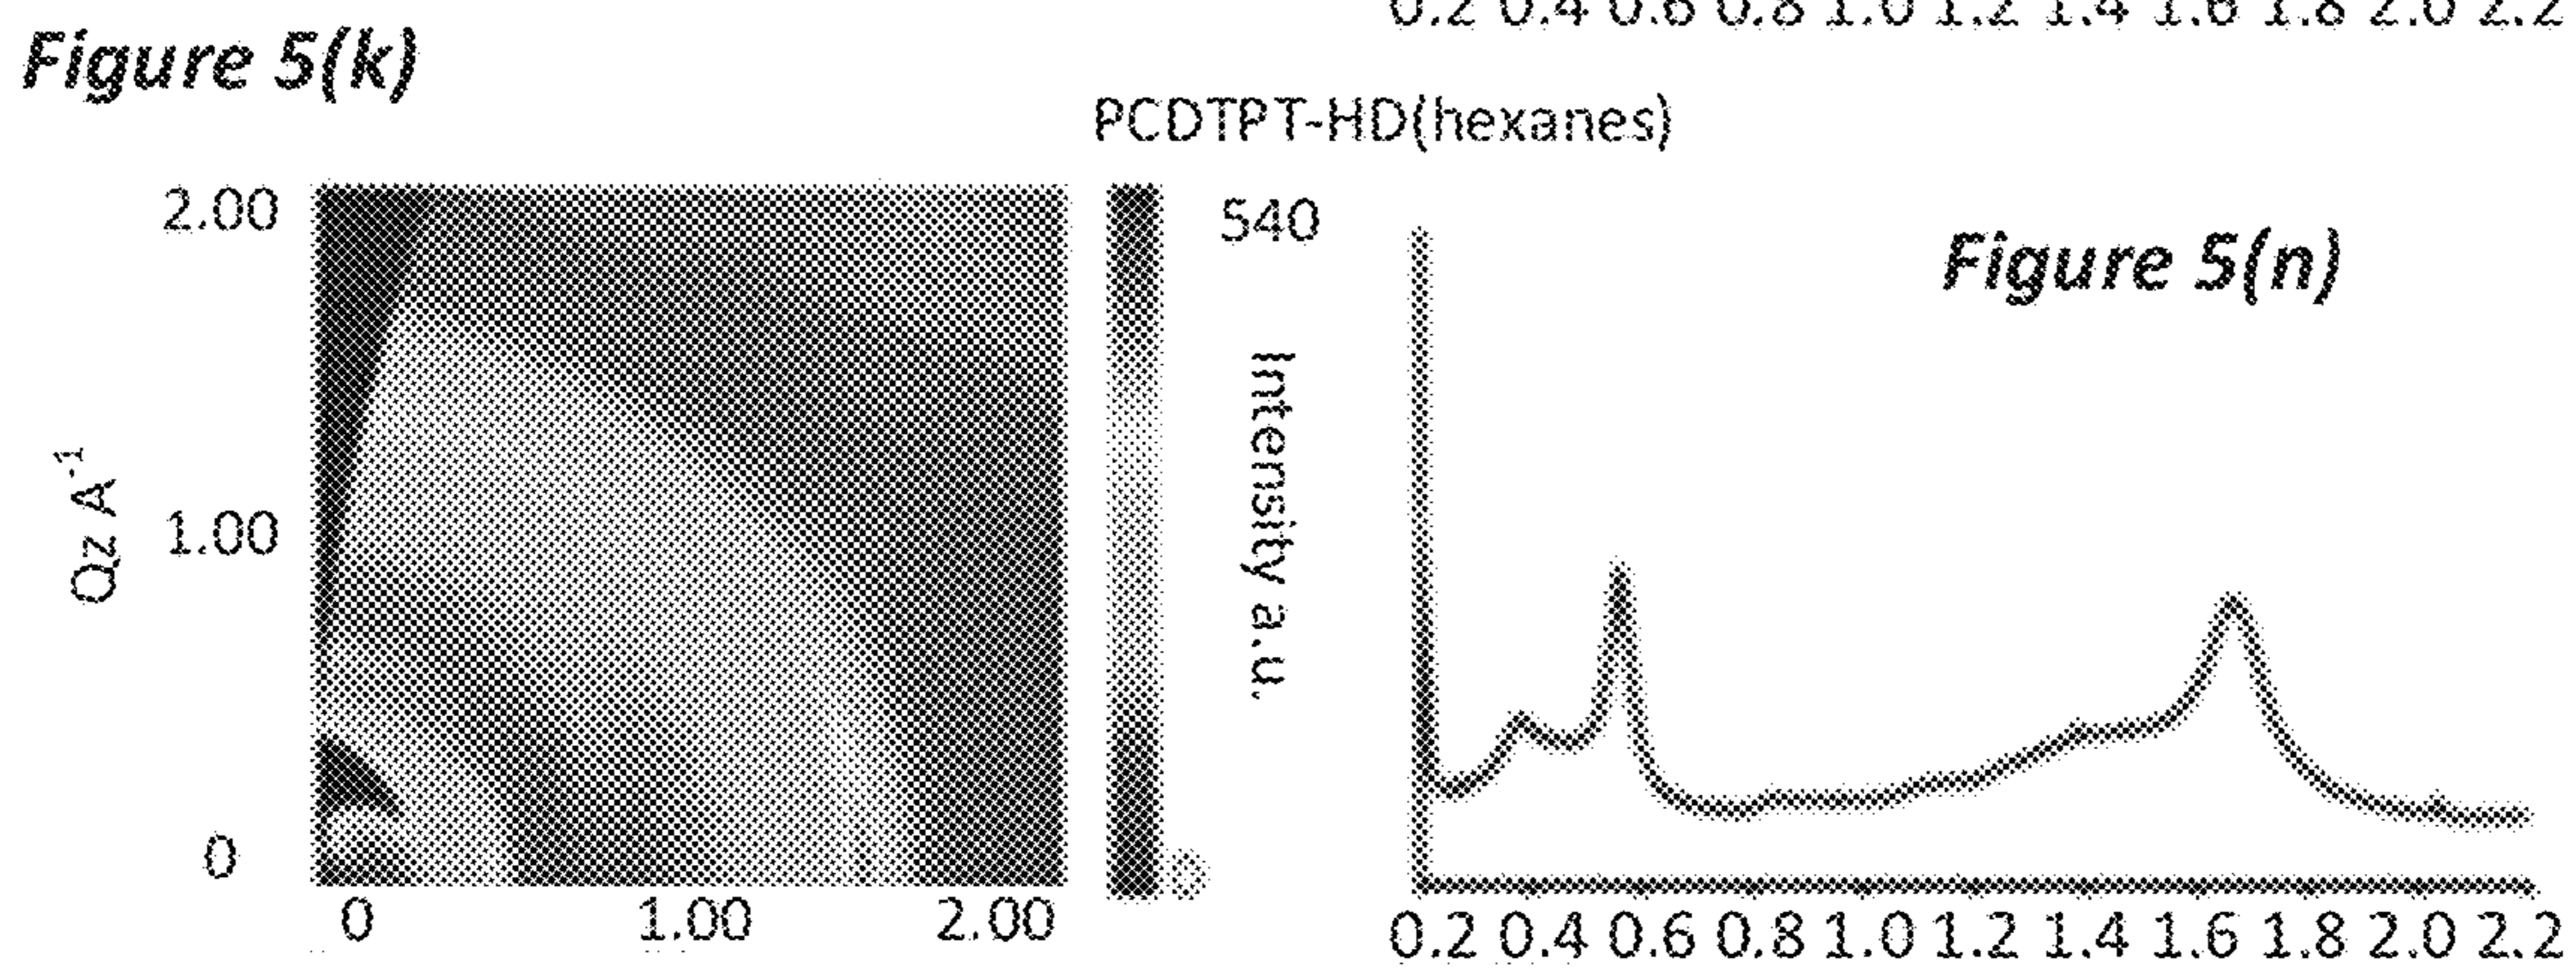 0.2 0.4 0.6 0.8 1.0 1.2 1.4 1.6 1.8 2.0 2.2
Figure 5(k)
PCDTPT-HD(hexanes)
2.00
1.00
0
Qz A-1
0 1.00 2.00
540
0
Intensity a.u.
Figure 5(n)
0.2 0.4 0.6 0.8 1.0 1.2 1.4 1.6 1.8 2.0 2.2